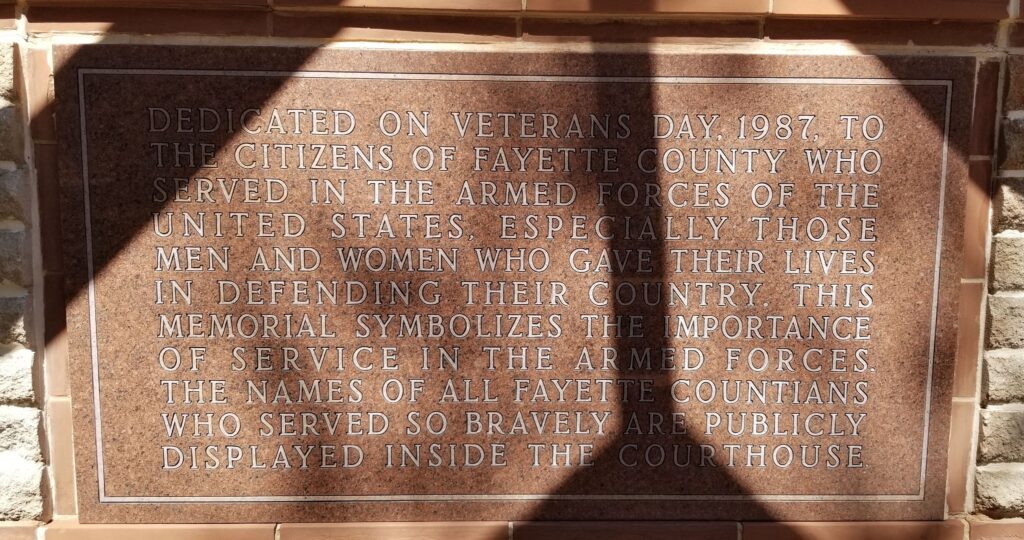 DEDICATED ON VETERANS DAY, 1987, TO
THE CITIZENS OF FAYETTE COUNTY WHO
SERVED IN THE ARMED FORCES OF THE
UNITED STATES, ESPECIALLY THOSE
MEN AND WOMEN WHO GAVE THEIR LIVES
IN DEFENDING THEIR COUNTRY. THIS
MEMORIAL SYMBOLIZES THE IMPORTANCE
OF SERVICE IN THE ARMED FORCES.
THE NAMES OF ALL FAYETTE COUNTIANS
WHO SERVED SO BRAVELY ARE PUBLICLY
DISPLAYED INSIDE THE COURTHOUSE.